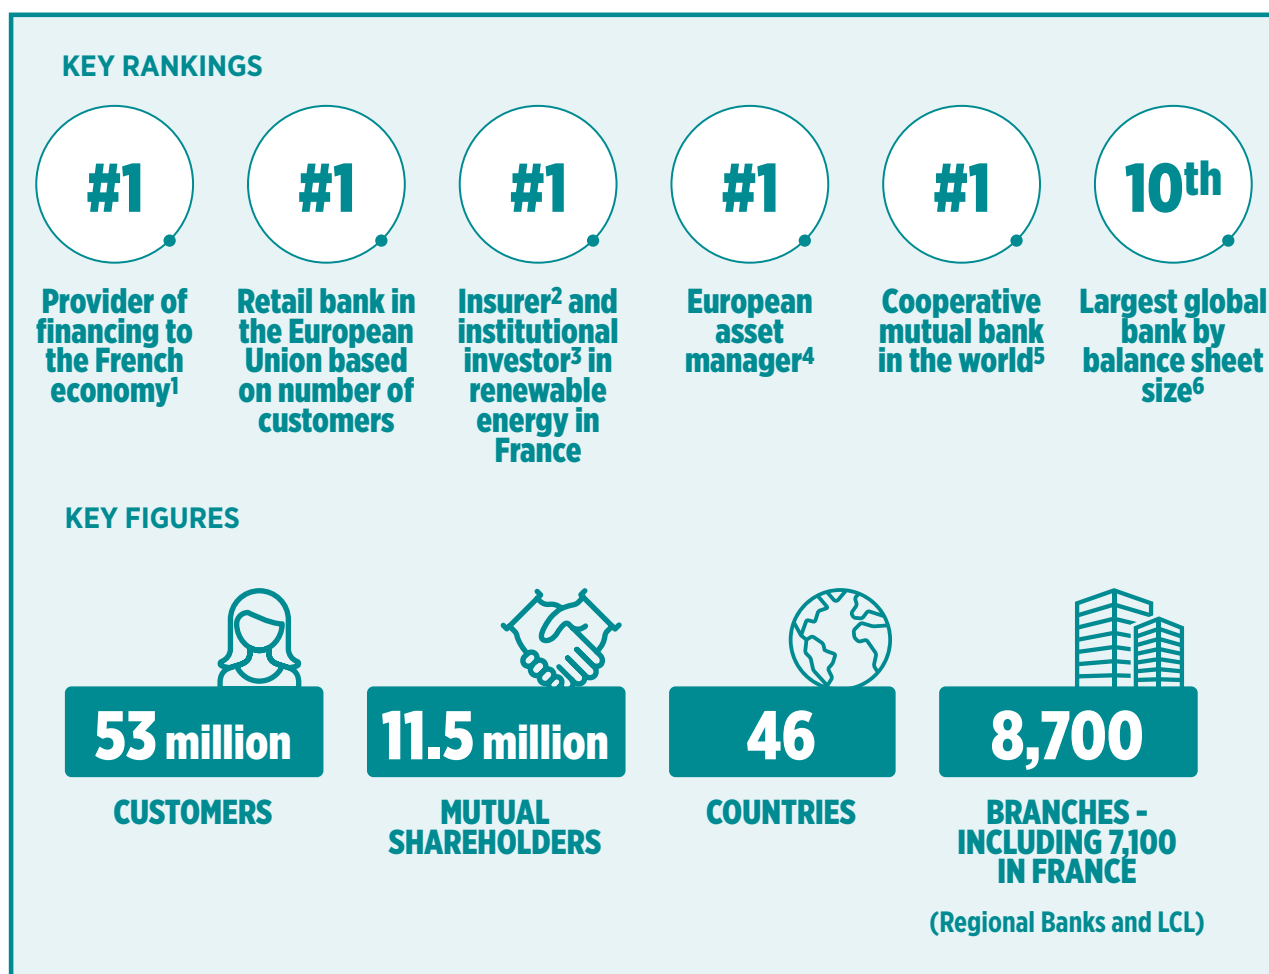 KEY RANKINGS
#1
Provider of
financing to
the French
economy1
#1
Retail bank in
the European
Union based
on number of
customers
#1
Insurer2 and
institutional
investor3 in
renewable
energy in
France
#1
European
asset
manager4
#1
Cooperative
mutual bank
in the world5
10th
Largest global
bank by
balance sheet
size6
KEY FIGURES
53 million
CUSTOMERS
11.5 million
MUTUAL
SHAREHOLDERS
46
COUNTRIES
8,700
BRANCHES -
INCLUDING 7,100
IN FRANCE
(Regional Banks and LCL)